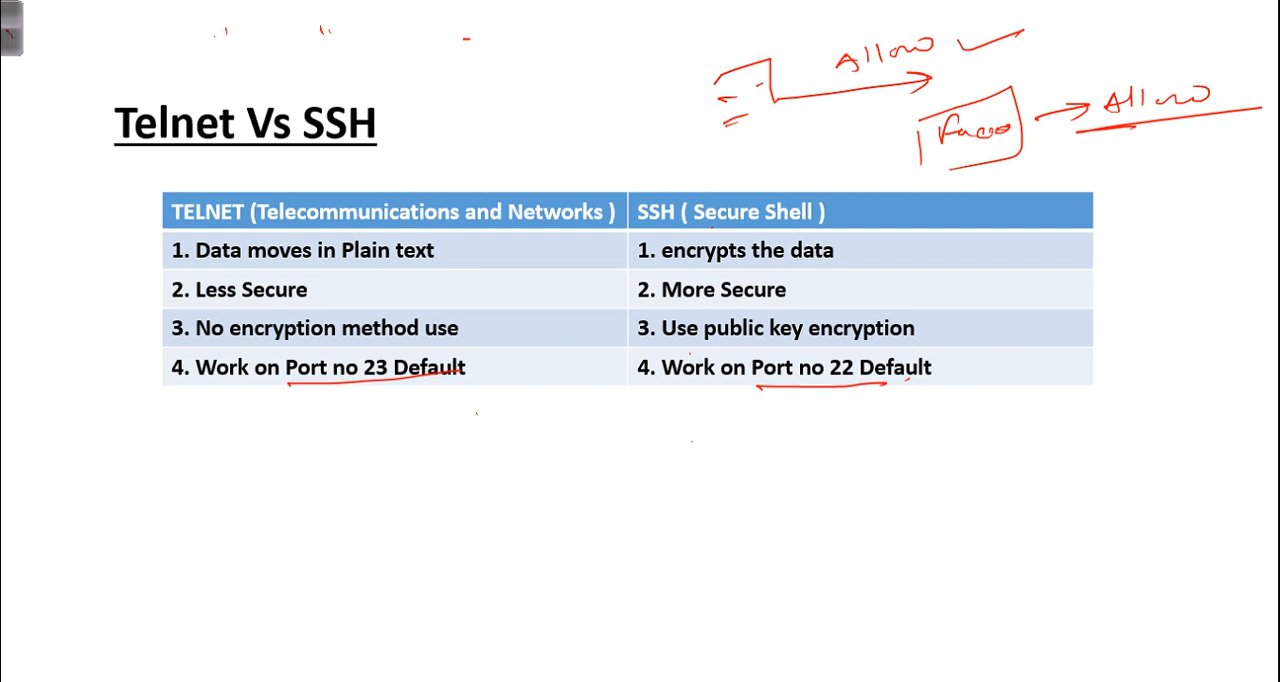 Allow
Allow
Telnet Vs SSH
TELNET (Telecommunications and Networks ) SSH ( Secure Shell )
1. Data moves in Plain text 1. encrypts the data
2. Less Secure 2. More Secure
3. No encryption method use 3. Use public key encryption
4. Work on Port no 23 Default 4. Work on Port no 22 Default